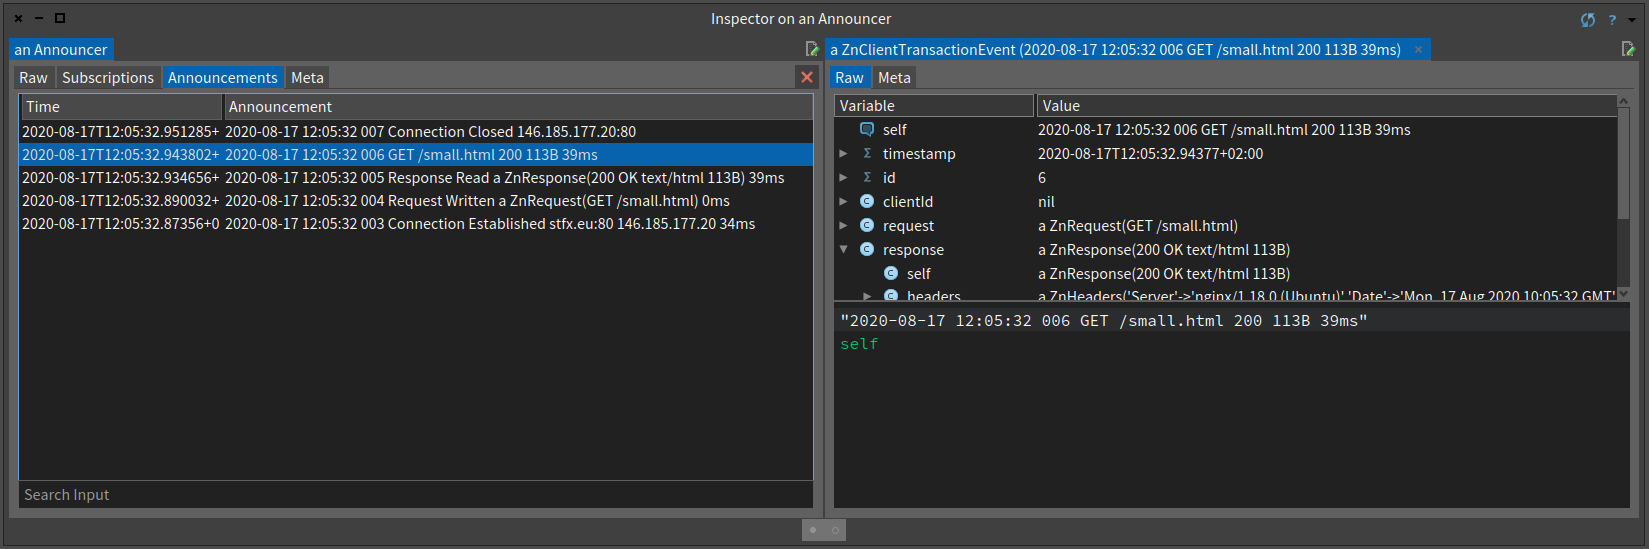 Inspector on an Announcer
?
an Announcer
Raw Subscriptions Announcements Meta
Time Announcement
2020-08-17T12:05:32.951285+ 2020-08-17 12:05:32 007 Connection Closed 146.185.177.20:80
2020-08-17T12:05:32.943802+ 2020-08-17 12:05:32 006 GET /small.html 200 113B 39ms
2020-08-17T12:05:32.934656+ 2020-08-17 12:05:32 005 Response Read a ZnResponse(200 OK text/html 113B) 39ms
2020-08-17T12:05:32.890032+ 2020-08-17 12:05:32 004 Request Written a ZnRequest(GET /small.html) 0ms
2020-08-17T12:05:32.87356+0 2020-08-17 12:05:32 003 Connection Established stfx.eu:80 146.185.177.20 34ms
Search Input
a ZnClientTransactionEvent (2020-08-17 12:05:32 006 GET /small.html 200 113B 39ms)
Raw Meta
Variable Value
self 2020-08-17 12:05:32 006 GET /small.html 200 113B 39ms
Σ timestamp 2020-08-17T12:05:32.94377+02:00
Σ id 6
C clientId nil
C request a ZnRequest(GET /small.html)
C response a ZnResponse(200 OK text/html 113B)
C self a ZnResponse(200 OK text/html 113B)
C headers a ZnHeaders('Server'->'nginx/1.18.0 (Ubuntu)' 'Date'->'Mon, 17 Aug 2020 10:05:32 GMT'
"2020-08-17 12:05:32 006 GET /small.html 200 113B 39ms"
self